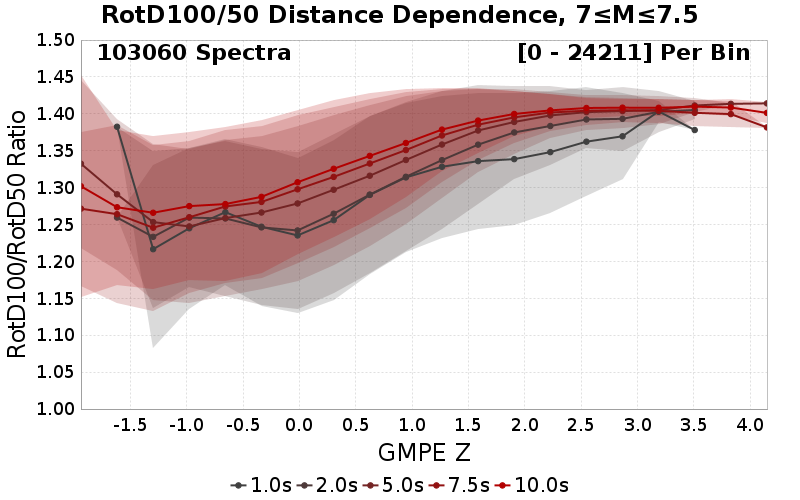 RotD100/50 Distance Dependence, 7≤M≤7.5
103060 Spectra
[0 - 24211] Per Bin
RotD100/RotD50 Ratio
1.50
1.45
1.40
1.35
1.30
1.25
1.20
1.15
1.10
1.05
1.00
-1.5 -1.0 -0.5 0.0 0.5 1.0 1.5 2.0 2.5 3.0 3.5 4.0
GMPE Z
1.0s 2.0s 5.0s 7.5s 10.0s